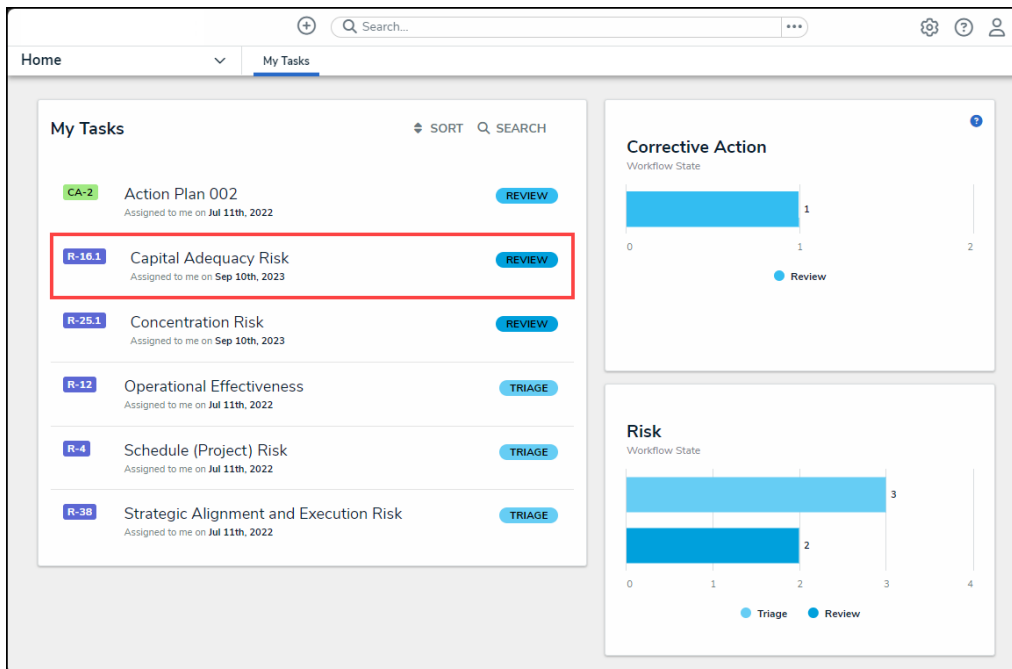 Search...
Home
My Tasks
My Tasks
SORT
SEARCH
CA-2
Action Plan 002
REVIEW
Assigned to me on Jul 11th, 2022
R-16.1
Capital Adequacy Risk
REVIEW
Assigned to me on Sep 10th, 2023
R-25.1
Concentration Risk
REVIEW
Assigned to me on Sep 10th, 2023
R-12
Operational Effectiveness
TRIAGE
Assigned to me on Jul 11th, 2022
R-4
Schedule (Project) Risk
TRIAGE
Assigned to me on Jul 11th, 2022
R-38
Strategic Alignment and Execution Risk
TRIAGE
Assigned to me on Jul 11th, 2022
Corrective Action
Workflow State
1
0 1 2
Review
Risk
Workflow State
3
2
0 1 2 3 4
Triage Review